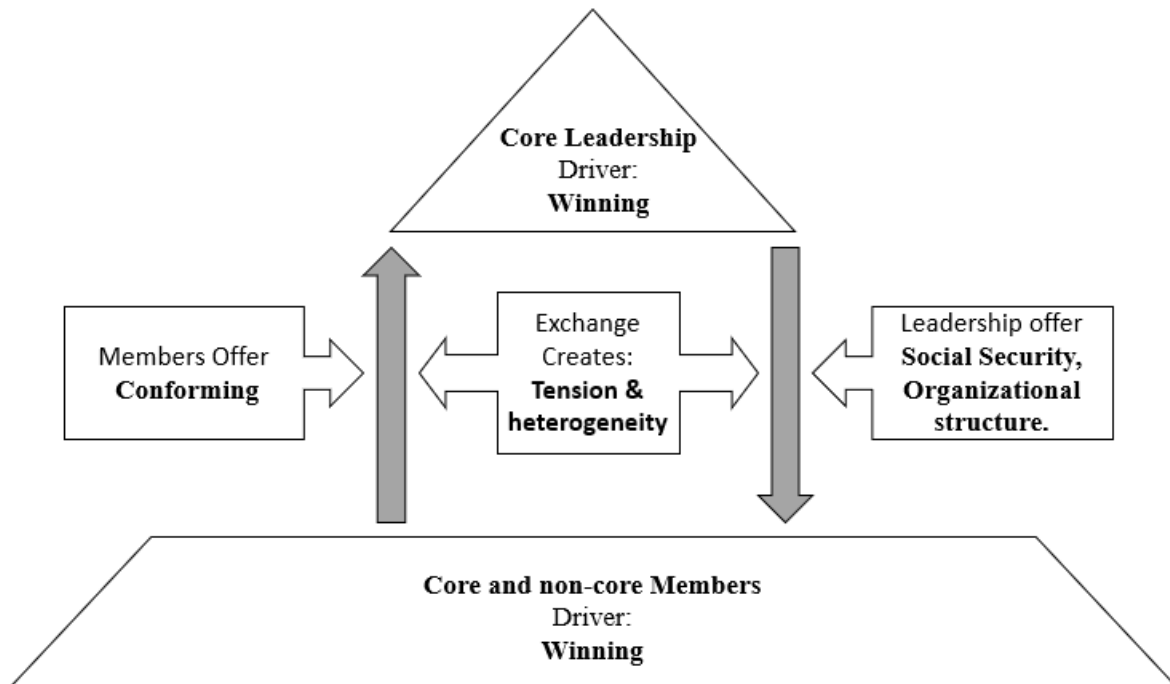 Core Leadership
Driver:
Winning
Members Offer
Conforming
Exchange
Creates:
Tension &
heterogeneity
Leadership offer
Social Security,
Organizational
structure.
Core and non-core Members
Driver:
Winning